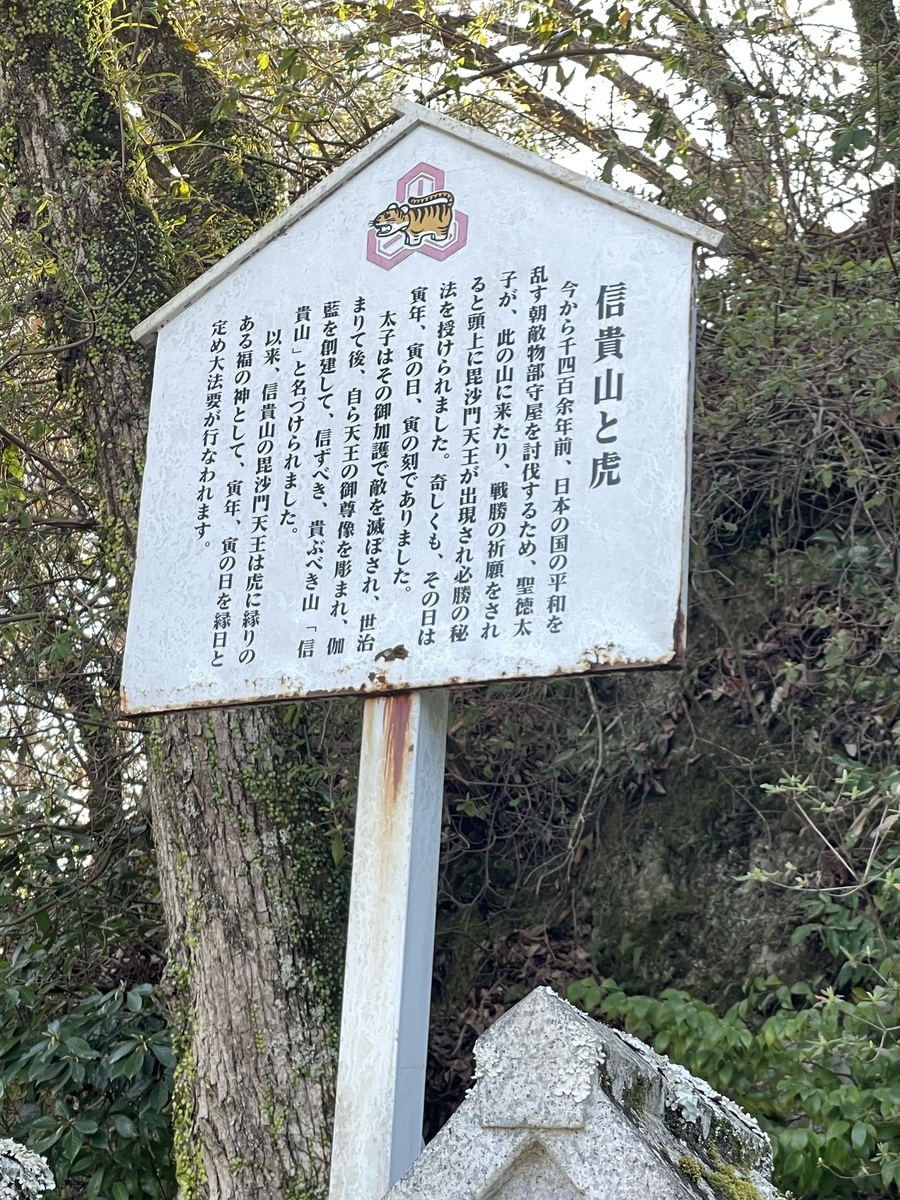 信貴山と虎
今から千四百余年前、日本の国の平和を
乱す朝敵物部守屋を討伐するため、聖徳太
子が、此の山に来たり、戦勝の祈願をされ
ると頭上に毘沙門天王が出現され必勝の秘
法を授けられました。奇しくも、その日は
寅年、寅の日、寅の刻でありました。
太子はその御加護で敵を滅ぼされ、世治
まりて後、自ら天王の御尊像を彫まれ、伽
藍を創建して、信ずべき、貴ぶべき山「信
貴山」と名づけられました。
以来、信貴山の毘沙門天王は虎に縁りの
ある福の神として、寅年、寅の日を縁日と
定め大法要が行なわれます。